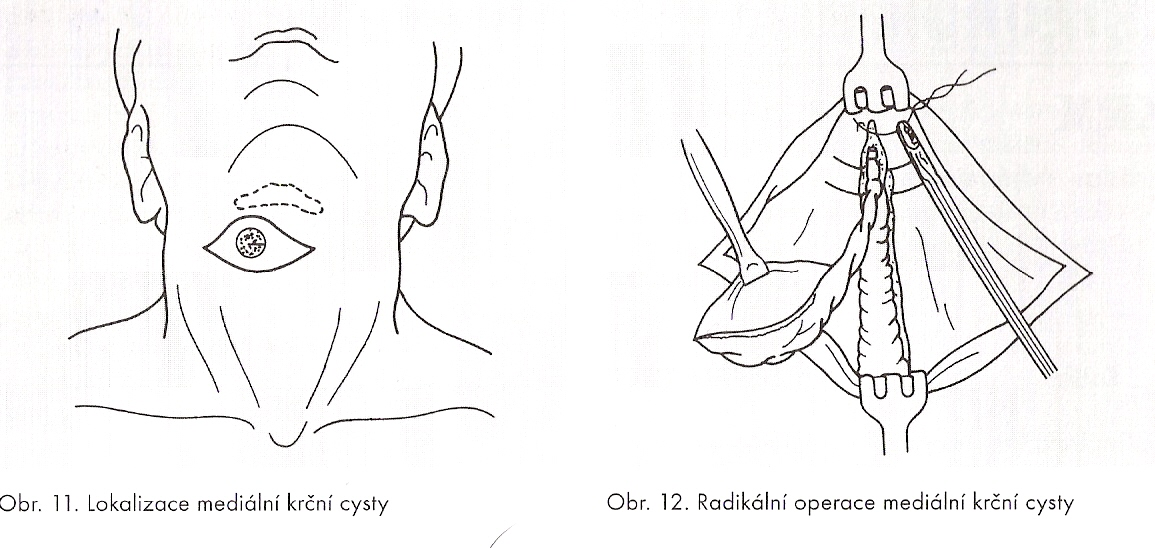 Obr. 11. Lokalizace mediální krční cysty
Obr. 12. Radikální operace mediální krční cysty